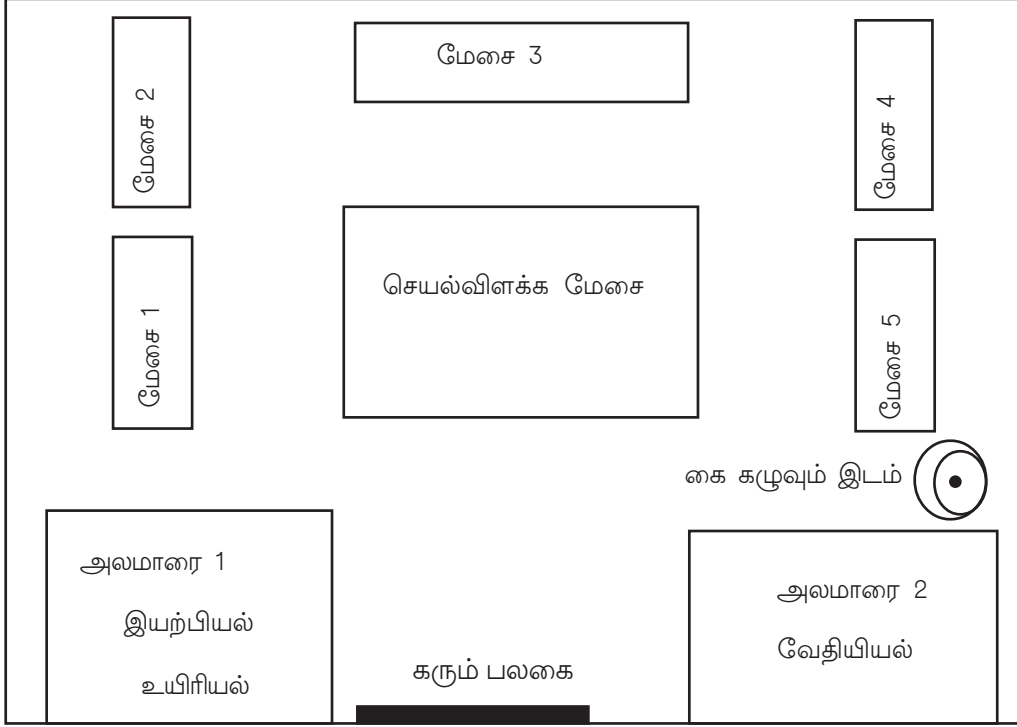 மேசை 3
மேசை 2
மேசை 4
செயல்விளக்க மேசை
மேசை 1
மேசை 5
கை கழுவும் இடம்
அலமாரை 1
இயற்பியல்
உயிரியல்
அலமாரை 2
வேதியியல்
கரும் பலகை